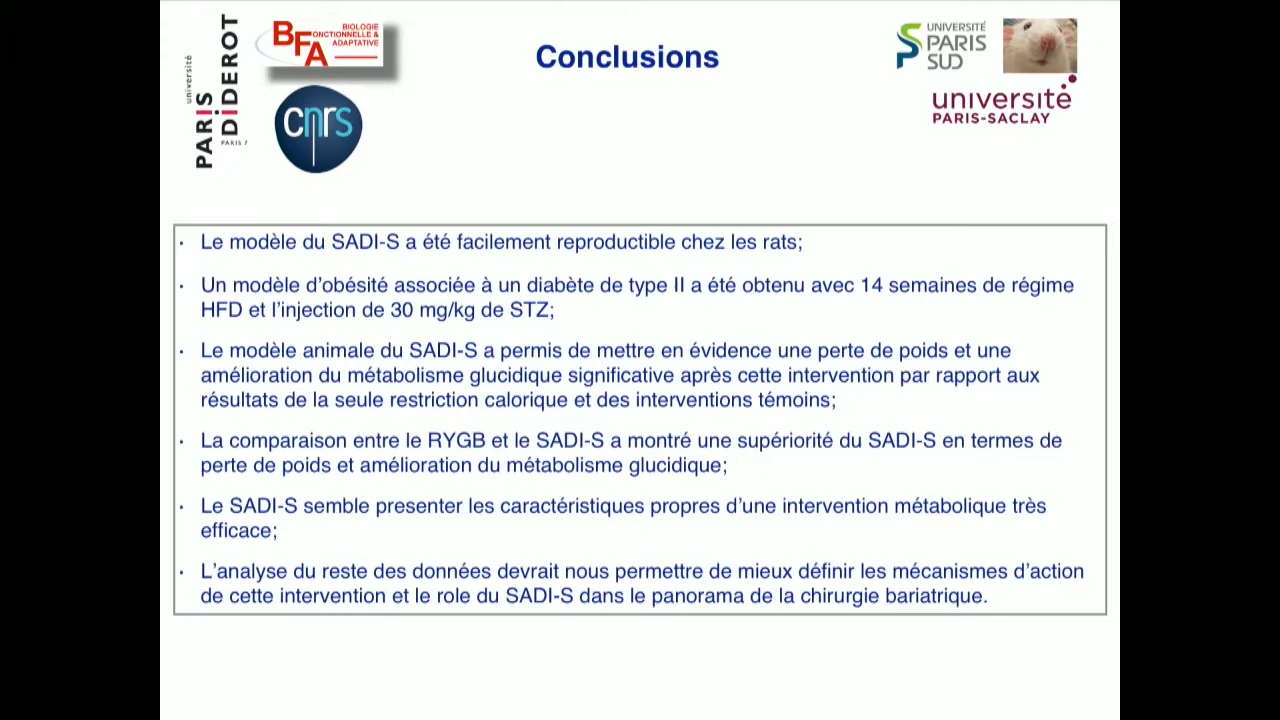 université
PARIS
DIDEROT
PARIS 7
BFA
BIOLOGIE
FONCTIONNELLE &
ADAPTATIVE
cnrs
Conclusions
UNIVERSITÉ
PARIS
SUD
université
PARIS-SACLAY
· Le modèle du SADI-S a été facilement reproductible chez les rats;
· Un modèle d'obésité associée à un diabète de type II a été obtenu avec 14 semaines de régime
HFD et l'injection de 30 mg/kg de STZ;
· Le modèle animale du SADI-S a permis de mettre en évidence une perte de poids et une
amélioration du métabolisme glucidique significative après cette intervention par rapport aux
résultats de la seule restriction calorique et des interventions témoins;
· La comparaison entre le RYGB et le SADI-S a montré une supériorité du SADI-S en termes de
perte de poids et amélioration du métabolisme glucidique;
· Le SADI-S semble presenter les caractéristiques propres d'une intervention métabolique très
efficace;
· L'analyse du reste des données devrait nous permettre de mieux définir les mécanismes d'action
de cette intervention et le role du SADI-S dans le panorama de la chirurgie bariatrique.